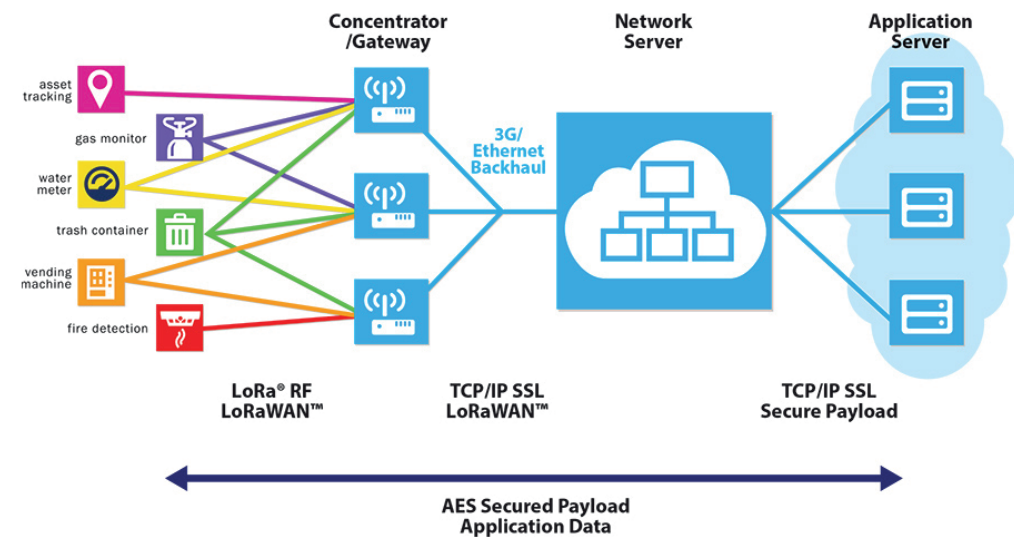 Concentrator
/Gateway
Network
Server
Application
Server
asset
tracking
gas monitor
water
meter
trash container
vending
machine
fire detection
3G/
Ethernet
Backhaul
LoRa® RF
LoRaWAN™
TCP/IP SSL
LoRaWAN™
TCP/IP SSL
Secure Payload
AES Secured Payload
Application Data